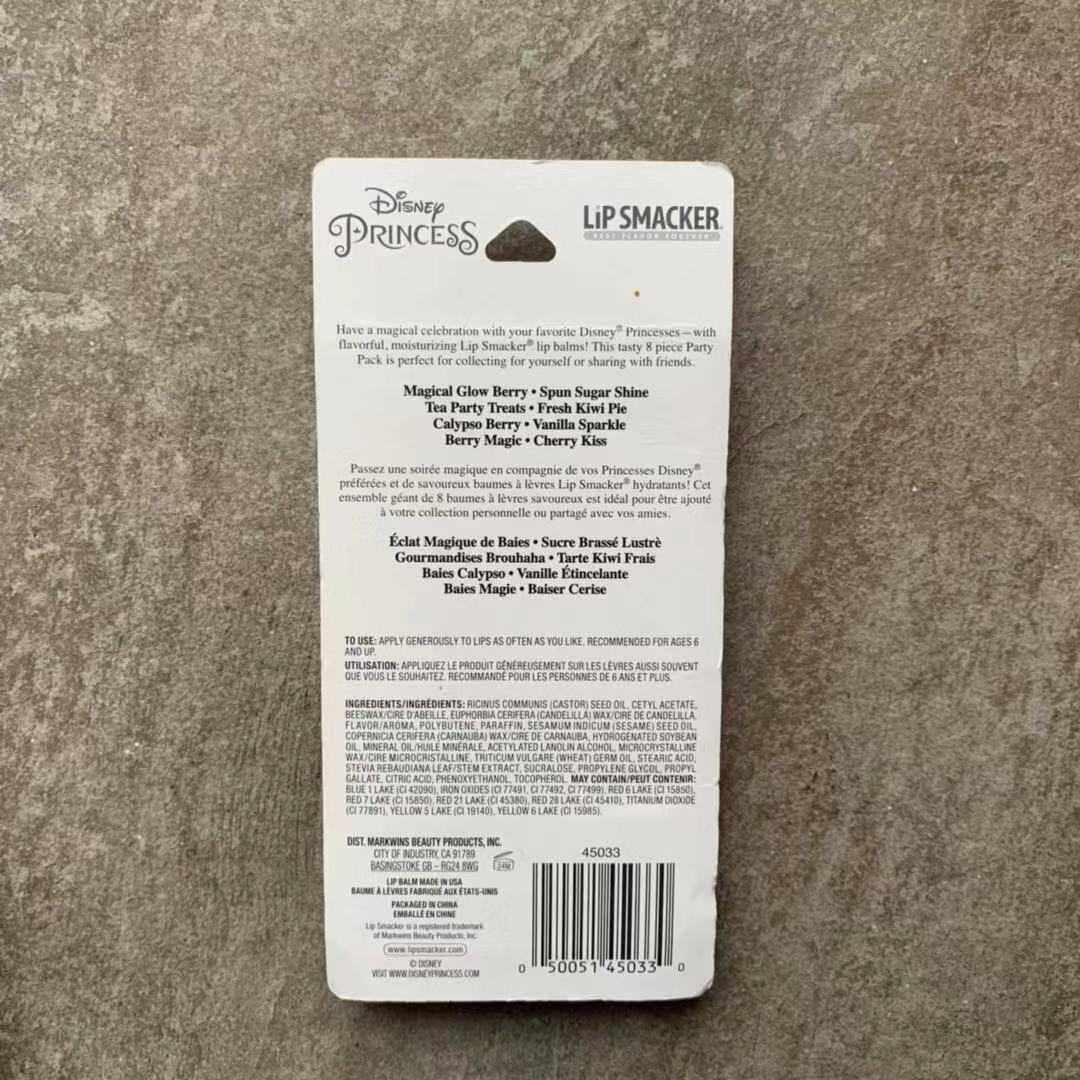 Disney
PRINCESS
LiP SMACKER
BEST FLAVOR FOREVER
Have a magical celebration with your favorite Disney® Princesses—with
flavorful, moisturizing Lip Smacker® lip balms! This tasty 8 piece Party
Pack is perfect for collecting for yourself or sharing with friends.
Magical Glow Berry • Spun Sugar Shine
Tea Party Treats • Fresh Kiwi Pie
Calypso Berry • Vanilla Sparkle
Berry Magic • Cherry Kiss
Passez une soirée magique en compagnie de vos Princesses Disney®
préférées et de savoureux baumes à lèvres Lip Smacker® hydratants! Cet
ensemble géant de 8 baumes à lèvres savoureux est idéal pour être ajouté
à votre collection personnelle ou partagé avec vos amies.
Éclat Magique de Baies • Sucre Brassé Lustrè
Gourmandises Brouhaha • Tarte Kiwi Frais
Baies Calypso • Vanille Étincelante
Baies Magie • Baiser Cerise
TO USE: APPLY GENEROUSLY TO LIPS AS OFTEN AS YOU LIKE. RECOMMENDED FOR AGES 6
AND UP.
UTILISATION: APPLIQUEZ LE PRODUIT GÉNÉREUSEMENT SUR LES LÈVRES AUSSI SOUVENT
QUE VOUS LE SOUHAITEZ. RECOMMANDÉ POUR LES PERSONNES DE 6 ANS ET PLUS.
INGREDIENTS/INGRÉDIENTS: RICINUS COMMUNIS (CASTOR) SEED OIL, CETYL ACETATE,
BEESWAX/CIRE D'ABEILLE, EUPHORBIA CERIFERA (CANDELILLA) WAX/CIRE DE CANDELILLA,
FLAVOR/AROMA, POLYBUTENE, PARAFFIN, SESAMUM INDICUM (SESAME) SEED OIL,
COPERNICIA CERIFERA (CARNAUBA) WAX/CIRE DE CARNAUBA, HYDROGENATED SOYBEAN
OIL, MINERAL OIL/HUILE MINÉRALE, ACETYLATED LANOLIN ALCOHOL, MICROCRYSTALLINE
WAX/CIRE MICROCRISTALLINE, TRITICUM VULGARE (WHEAT) GERM OIL, STEARIC ACID,
STEVIA REBAUDIANA LEAF/STEM EXTRACT, SUCRALOSE, PROPYLENE GLYCOL, PROPYL
GALLATE, CITRIC ACID, PHENOXYETHANOL, TOCOPHEROL. MAY CONTAIN/PEUT CONTENIR:
BLUE 1 LAKE (CI 42090), IRON OXIDES (CI 77491, CI 77492, CI 77499), RED 6 LAKE (CI 15850),
RED 7 LAKE (CI 15850), RED 21 LAKE (CI 45380), RED 28 LAKE (CI 45410), TITANIUM DIOXIDE
(CI 77891), YELLOW 5 LAKE (CI 19140), YELLOW 6 LAKE (CI 15985).
DIST. MARKWINS BEAUTY PRODUCTS, INC.
CITY OF INDUSTRY, CA 91789
BASINGSTOKE GB – RG24 8WG
24M
LIP BALM MADE IN USA
BAUME À LÈVRES FABRIQUÉ AUX ÉTATS-UNIS
PACKAGED IN CHINA
EMBALLÉ EN CHINE
Lip Smacker is a registered trademark
of Markwins Beauty Products, Inc.
www.lipsmacker.com
© DISNEY
VISIT WWW.DISNEYPRINCESS.COM
45033
0 50051 45033 0